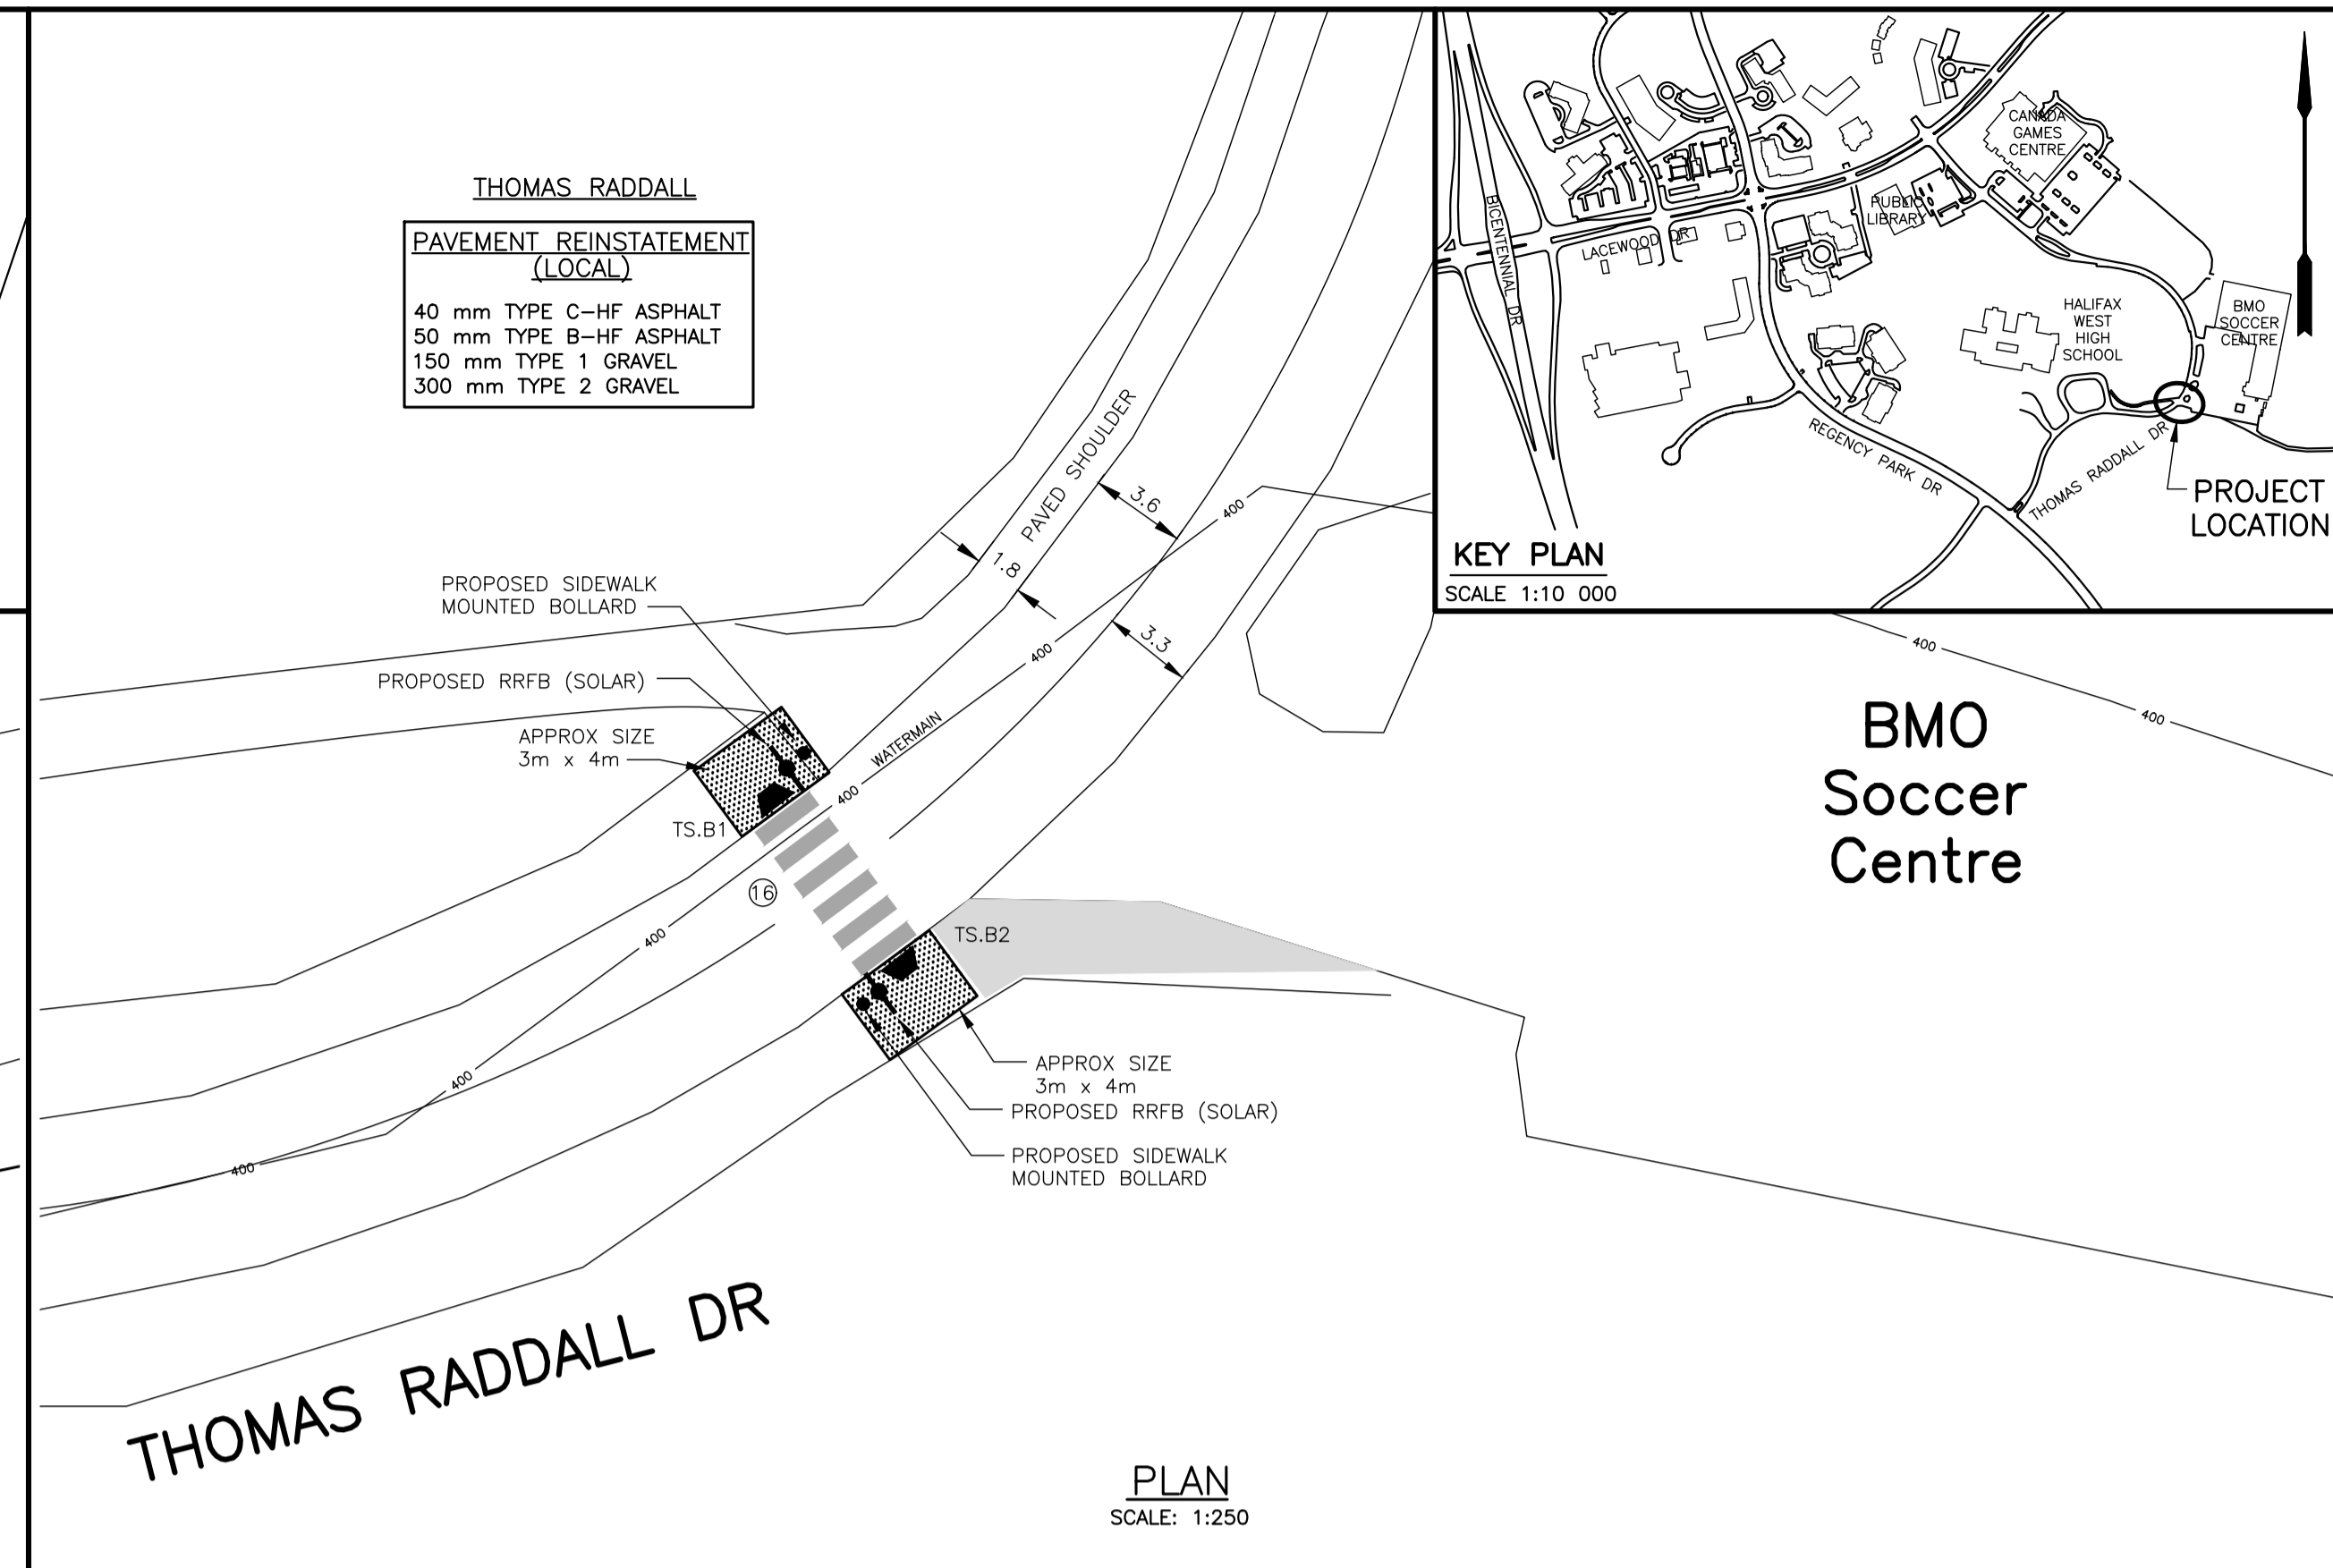 THOMAS RADDALL
PAVEMENT REINSTATEMENT
(LOCAL)
40 mm TYPE C-HF ASPHALT
50 mm TYPE B-HF ASPHALT
150 mm TYPE 1 GRAVEL
300 mm TYPE 2 GRAVEL
PAVED SHOULDER
1.8
3.6
3.3
400
400
WATERMAIN
400
400
400
400
PROPOSED SIDEWALK
MOUNTED BOLLARD
PROPOSED RRFB (SOLAR)
APPROX SIZE
3m x 4m
TS.B1
16
TS.B2
APPROX SIZE
3m x 4m
PROPOSED RRFB (SOLAR)
PROPOSED SIDEWALK
MOUNTED BOLLARD
THOMAS RADDALL DR
PLAN
SCALE: 1:250
CANADA
GAMES
CENTRE
PUBLIC
LIBRARY
LACEWOOD DR
BICENTENNIAL DR
HALIFAX
WEST
HIGH
SCHOOL
BMO
SOCCER
CENTRE
REGENCY PARK DR
THOMAS RADDALL DR
PROJECT
LOCATION
KEY PLAN
SCALE 1:10 000
400
400
BMO
Soccer
Centre